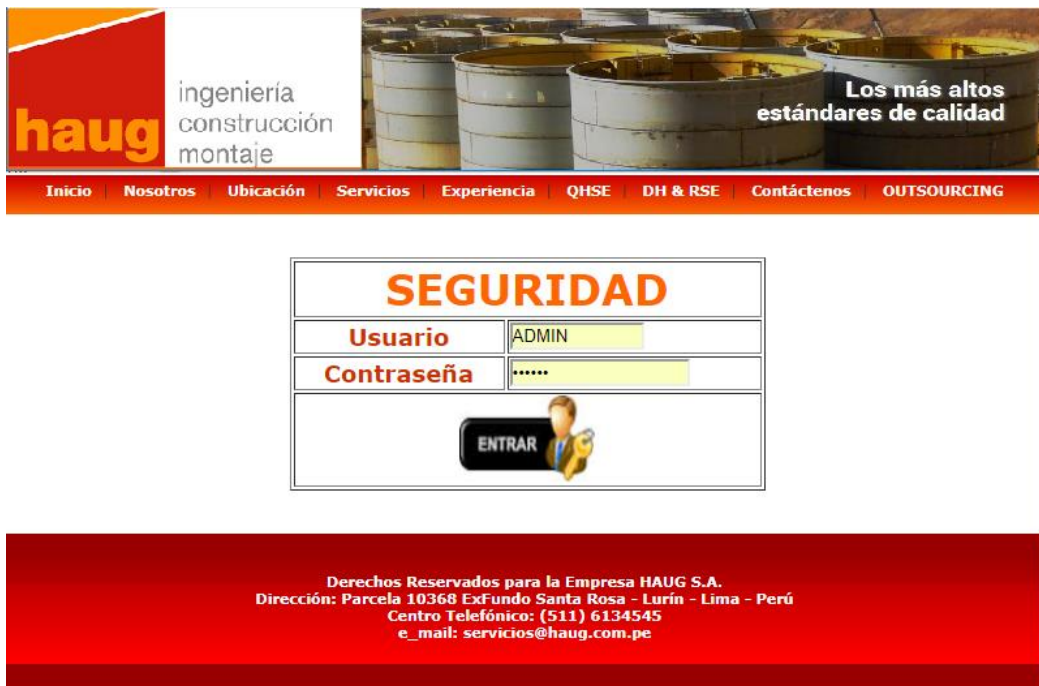 haug
ingeniería
construcción
montaje
Los más altos
estándares de calidad
Inicio | Nosotros | Ubicación | Servicios | Experiencia | QHSE | DH & RSE | Contáctenos | OUTSOURCING
SEGURIDAD
Usuario ADMIN
Contraseña ••••••
ENTRAR
Derechos Reservados para la Empresa HAUG S.A.
Dirección: Parcela 10368 ExFundo Santa Rosa - Lurín - Lima - Perú
Centro Telefónico: (511) 6134545
e_mail: servicios@haug.com.pe